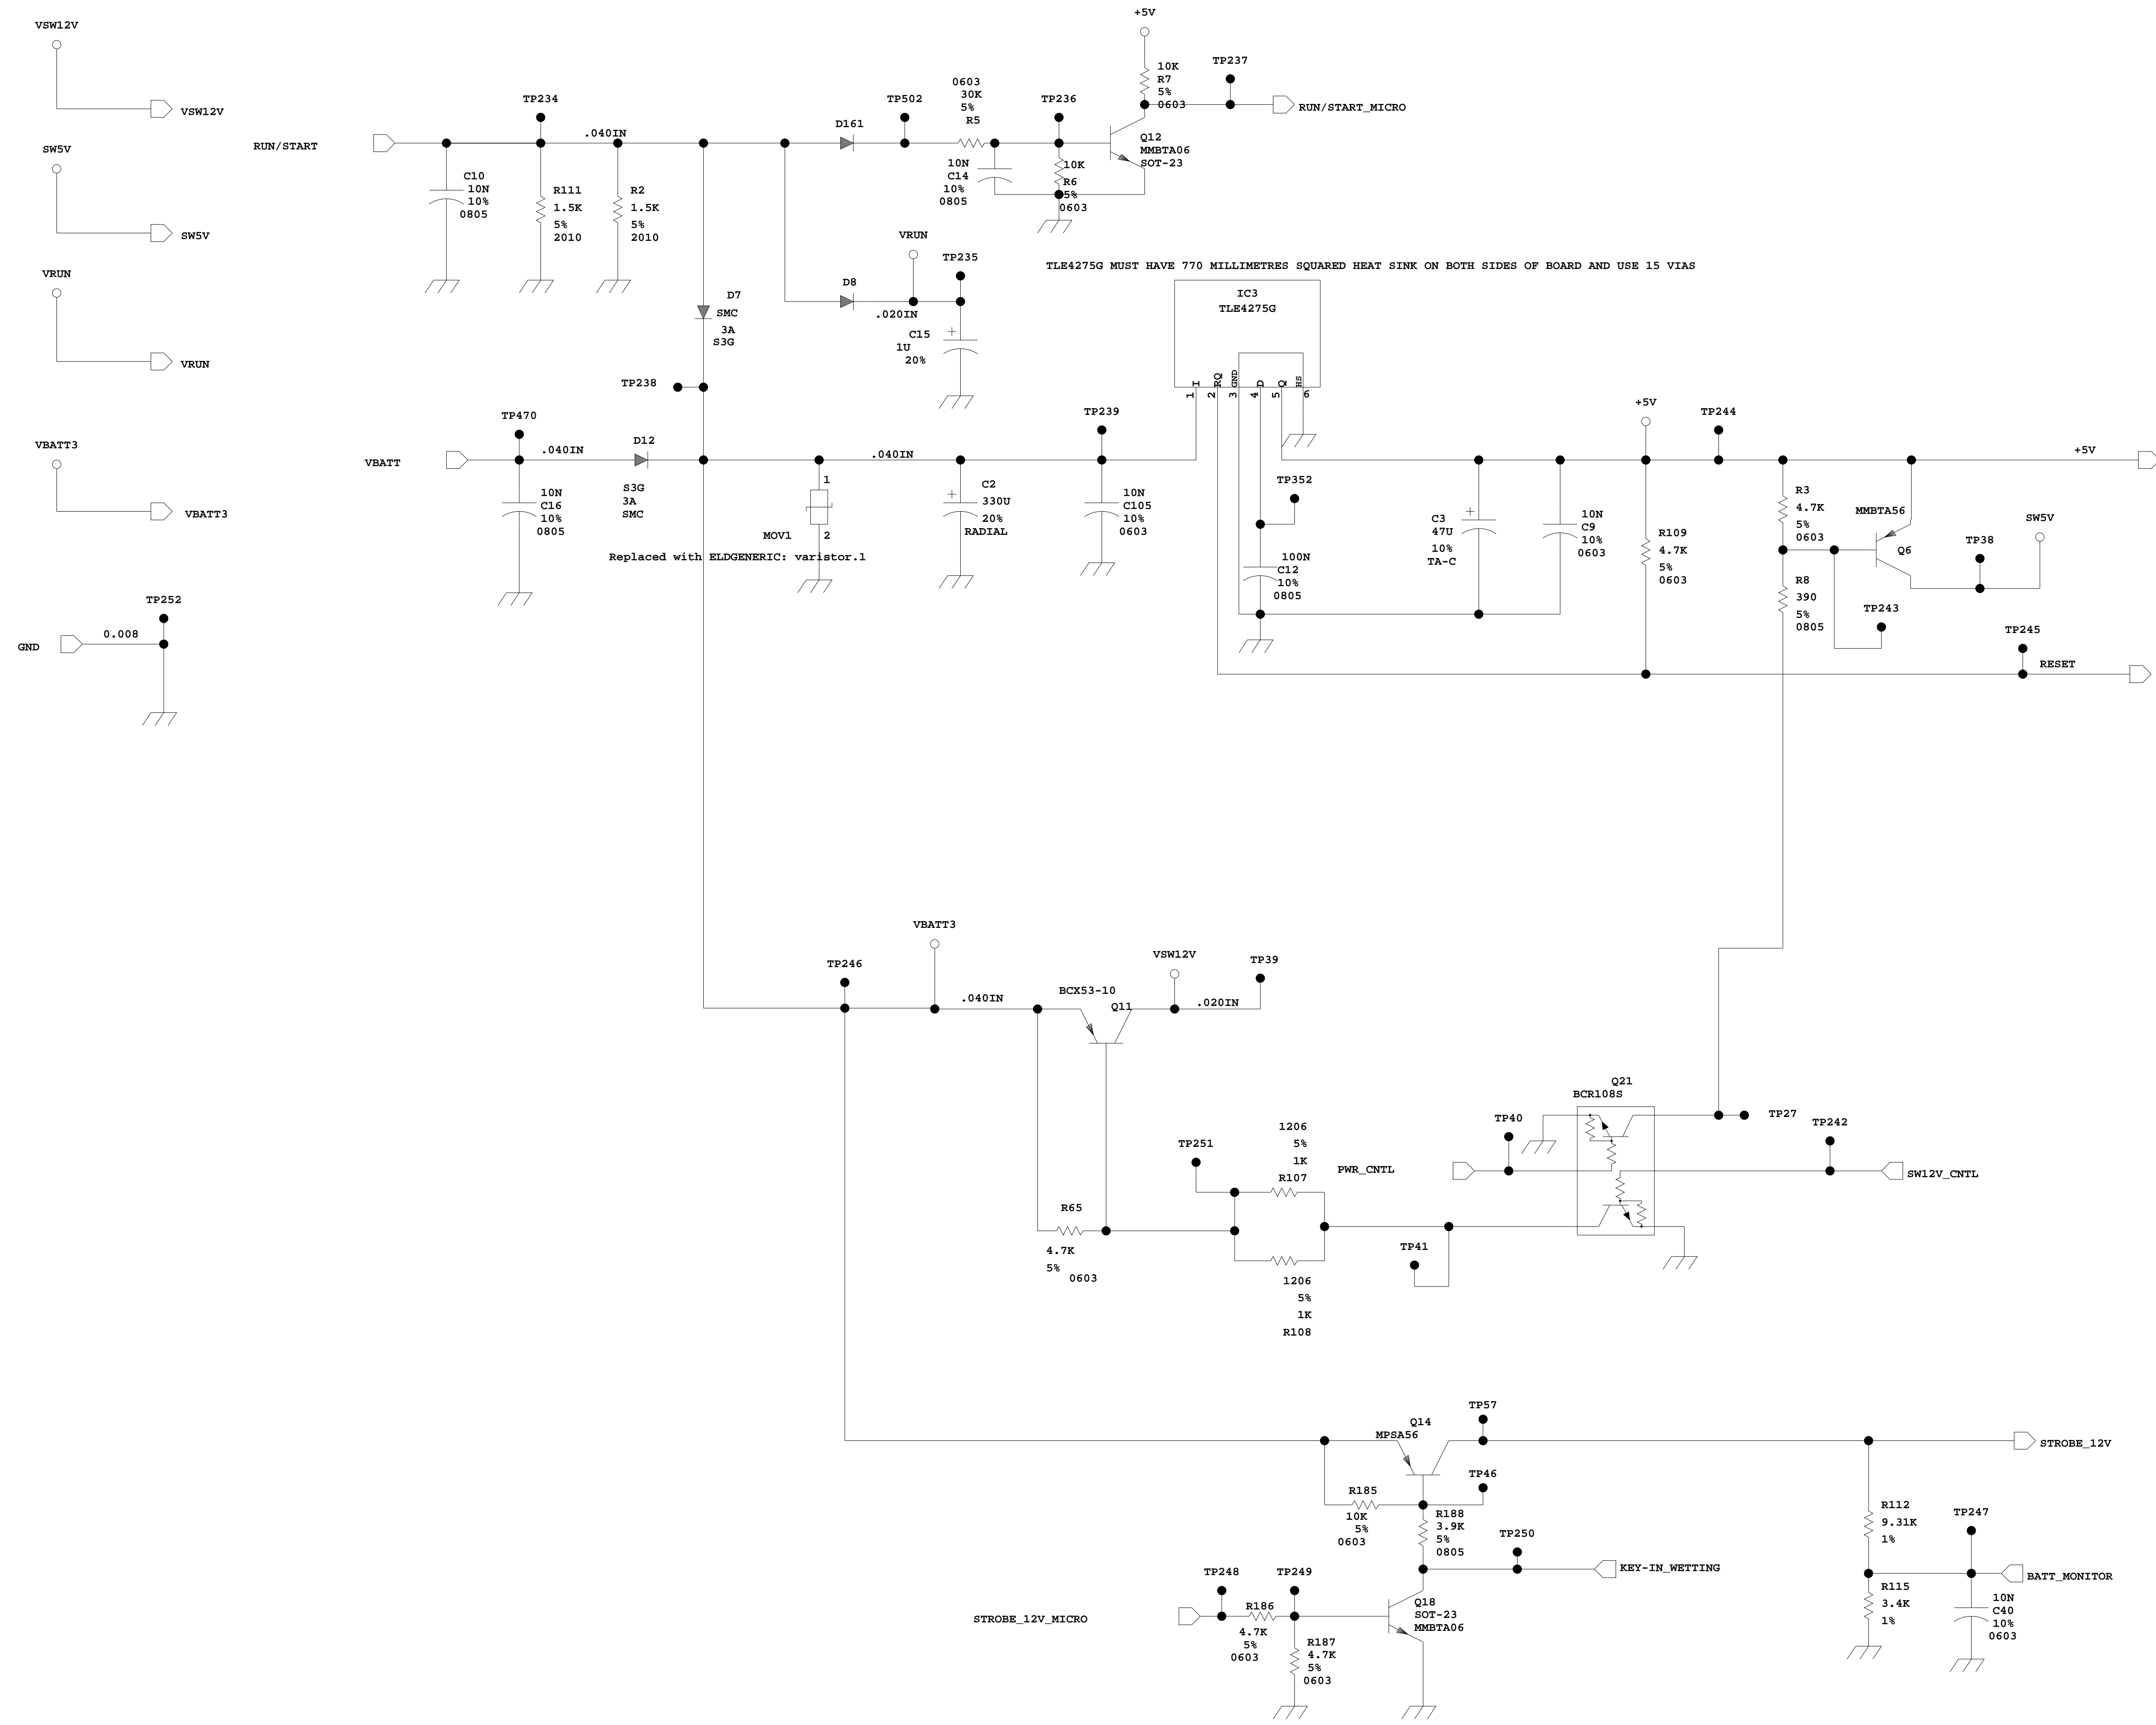 VSW12V
VSW12V
SW5V
SW5V
VRUN
VRUN
VBATT3
VBATT3
TP252
GND
0.008
RUN/START
TP234
.040IN
C10
10N
10%
0805
R111
1.5K
5%
2010
R2
1.5K
5%
2010
D161
TP502
0603
30K
5%
R5
TP236
10N
C14
10%
0805
10K
R6
5%
0603
+5V
10K
R7
5%
0603
TP237
RUN/START_MICRO
Q12
MMBTA06
SOT-23
D7
SMC
3A
S3G
D8
VRUN
TP235
.020IN
C15
1U
20%
TP238
TLE4275G MUST HAVE 770 MILLIMETRES SQUARED HEAT SINK ON BOTH SIDES OF BOARD AND USE 15 VIAS
IC3
TLE4275G
I
RQ
GND
D
Q
HS
1
2
3
4
5
6
VBATT
TP470
.040IN
D12
S3G
3A
SMC
10N
C16
10%
0805
1
2
MOV1
Replaced with ELDGENERIC: varistor.1
.040IN
C2
330U
20%
RADIAL
TP239
10N
C105
10%
0603
TP352
100N
C12
10%
0805
C3
47U
10%
TA-C
10N
C9
10%
0603
+5V
TP244
R109
4.7K
5%
0603
R3
4.7K
5%
0603
R8
390
5%
0805
MMBTA56
Q6
TP243
TP38
SW5V
+5V
TP245
RESET
TP246
VBATT3
.040IN
BCX53-10
Q11
VSW12V
.020IN
TP39
R65
4.7K
5%
0603
TP251
1206
5%
1K
R107
1206
5%
1K
R108
PWR_CNTL
TP40
TP41
Q21
BCR108S
TP27
TP242
SW12V_CNTL
Q14
MPSA56
TP57
STROBE_12V
TP46
R185
10K
5%
0603
R188
3.9K
5%
0805
TP250
KEY-IN_WETTING
STROBE_12V_MICRO
TP248
R186
4.7K
5%
0603
TP249
R187
4.7K
5%
0603
Q18
SOT-23
MMBTA06
R112
9.31K
1%
TP247
BATT_MONITOR
R115
3.4K
1%
10N
C40
10%
0603